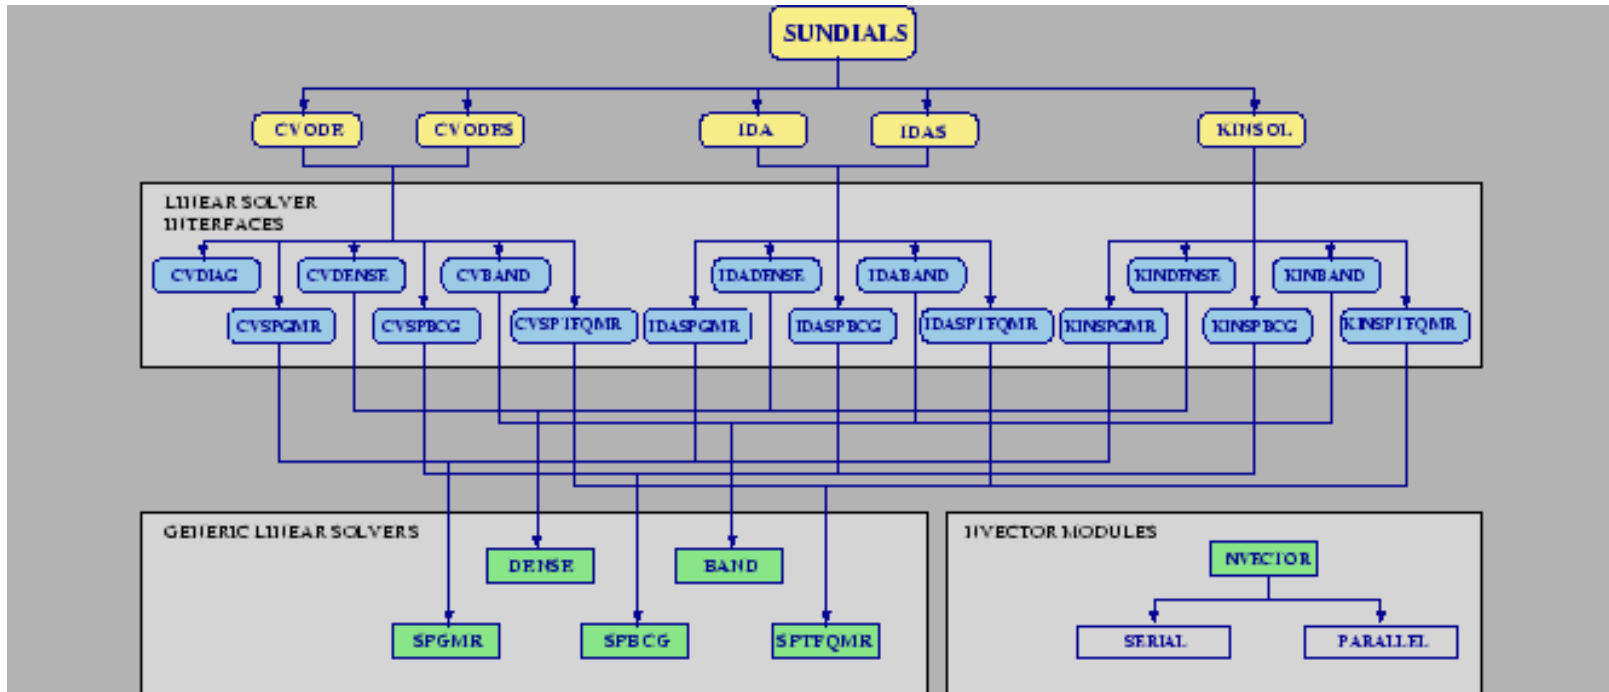 SUNDIALS
CVODE
CVODES
IDA
IDAS
KINSOL
LINEAR SOLVER
INTERFACES
CVDIAG
CVDENSE
CVBAND
IDADENSE
IDABAND
KINDENSE
KINBAND
CVSPGMR
CVSPBCG
CVSPTFQMR
IDASPGMR
IDASPBCG
IDASPTFQMR
KINSPGMR
KINSPBCG
KINSPTFQMR
GENERIC LINEAR SOLVERS
NVECTOR MODULES
DENSE
BAND
NVECTOR
SPGMR
SPBCG
SPTFQMR
SERIAL
PARALLEL